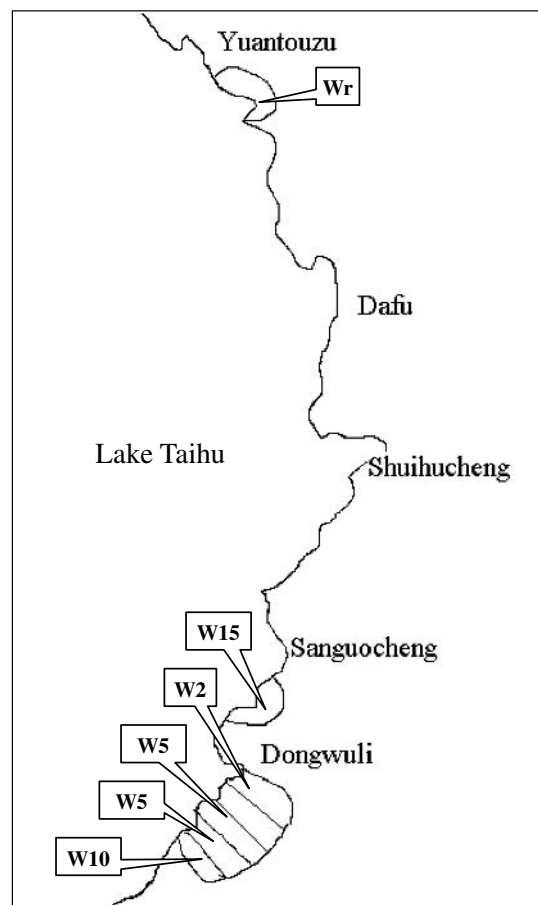 Yuantouzu
Wr
Dafu
Lake Taihu
Shuihucheng
W15
Sanguocheng
W2
W5
Dongwuli
W5
W10